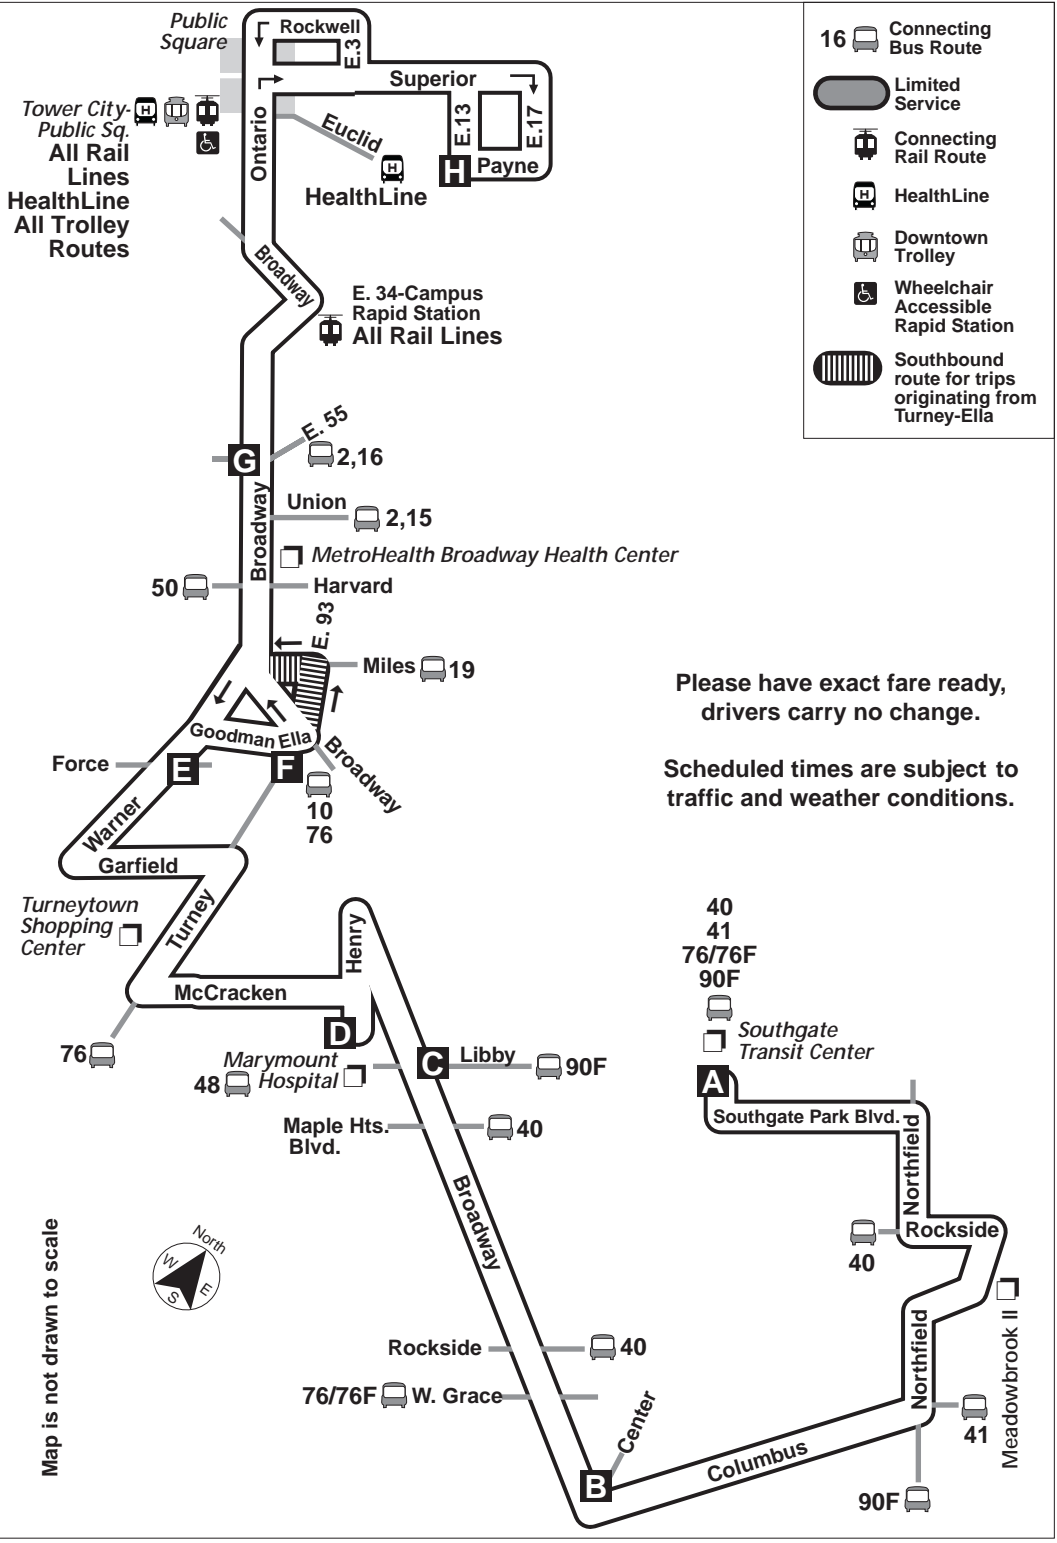 Public
Square
Rockwell
E.3
Superior
E.13
E.17
Payne
H
Tower City-
Public Sq.
All Rail
Lines
HealthLine
All Trolley
Routes
H
Ontario
Euclid
H
HealthLine
Broadway
E. 34-Campus
Rapid Station
All Rail Lines
16
Connecting
Bus Route
Limited
Service
Connecting
Rail Route
H
HealthLine
Downtown
Trolley
Wheelchair
Accessible
Rapid Station
Southbound
route for trips
originating from
Turney-Ella
E. 55
G
2,16
Union
2,15
Broadway
MetroHealth Broadway Health Center
50
Harvard
E. 93
Miles
19
Please have exact fare ready,
drivers carry no change.
Scheduled times are subject to
traffic and weather conditions.
Goodman
Ella
Force
E
F
Broadway
10
76
Warner
Garfield
Turneytown
Shopping
Center
Turney
Henry
McCracken
D
76
Marymount
Hospital
48
C
Libby
90F
Maple Hts.
Blvd.
40
40
41
76/76F
90F
Southgate
Transit Center
A
Southgate Park Blvd.
Northfield
Rockside
40
Meadowbrook II
Northfield
41
Broadway
Map is not drawn to scale
North
W
E
S
Rockside
40
76/76F
W. Grace
Center
B
Columbus
90F